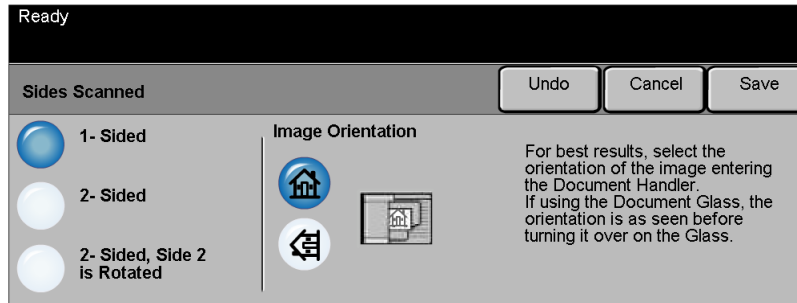 Ready
Sides Scanned
Undo
Cancel
Save
1- Sided
2- Sided
2- Sided, Side 2
is Rotated
Image Orientation
For best results, select the
orientation of the image entering
the Document Handler.
If using the Document Glass, the
orientation is as seen before
turning it over on the Glass.